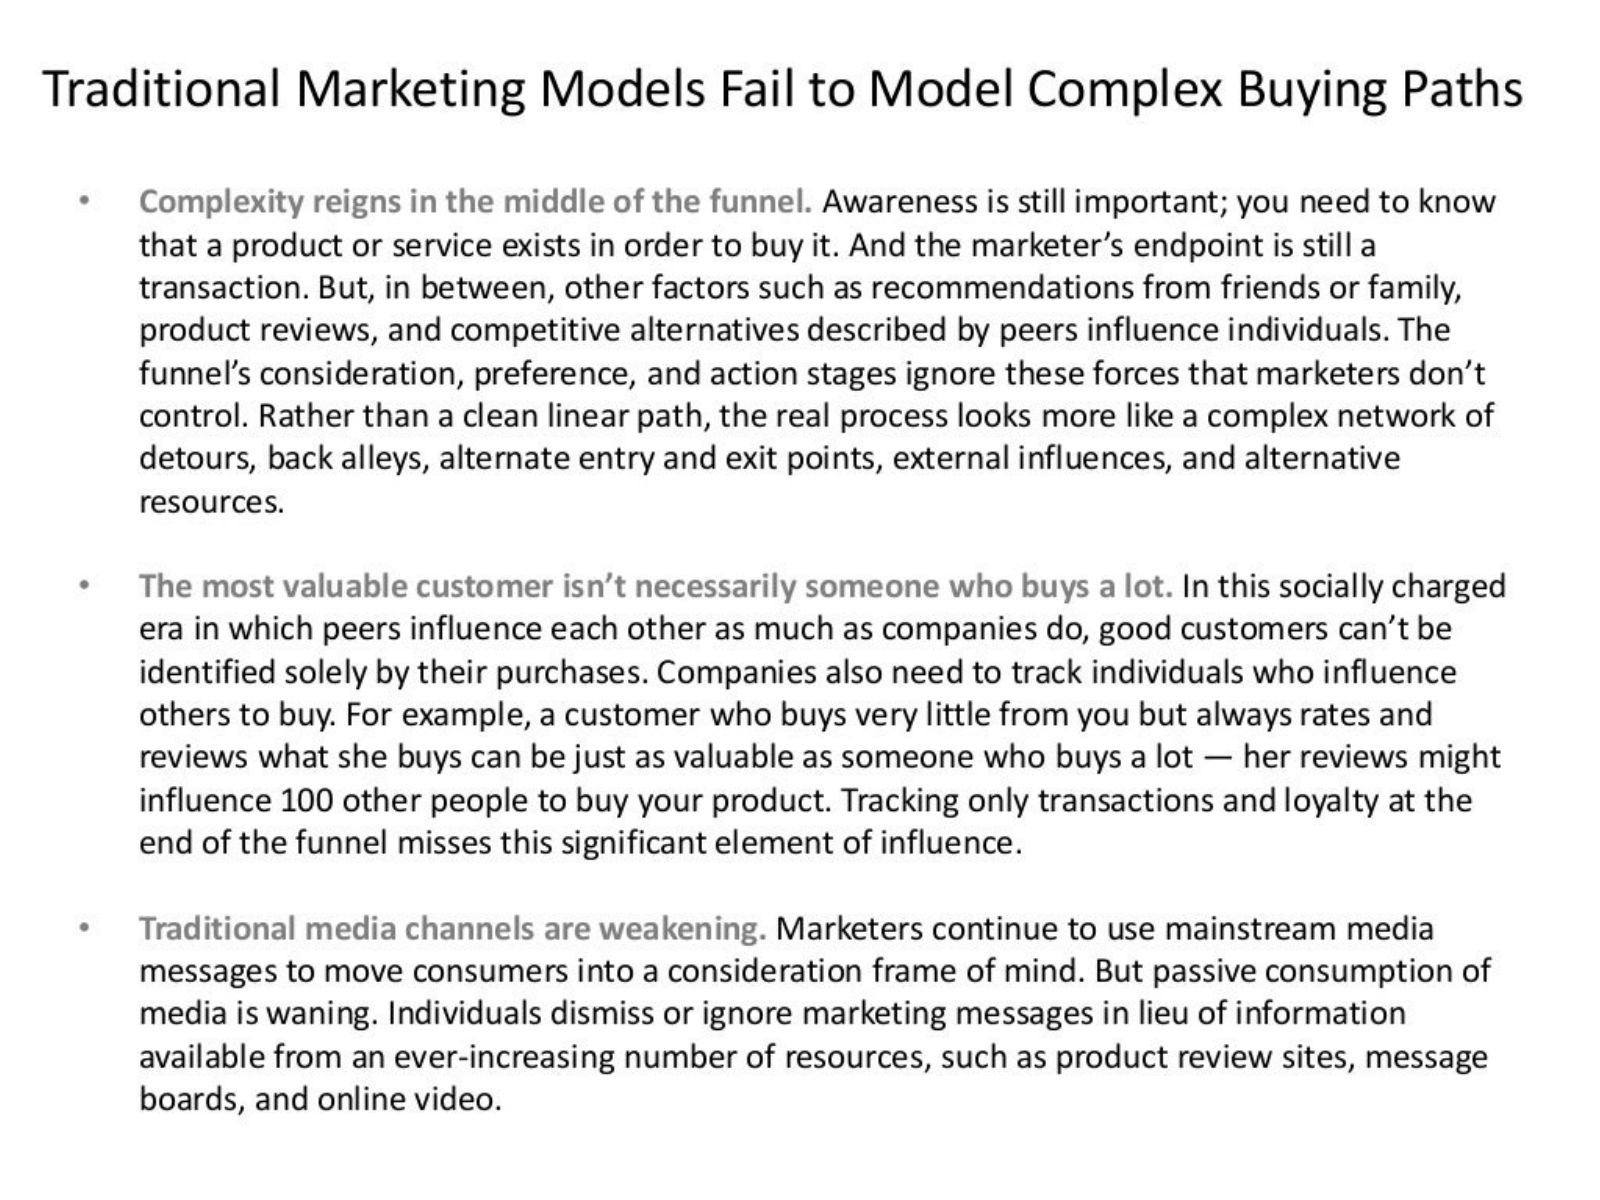 Traditional Marketing Models Fail to Model Complex Buying Paths
• Complexity reigns in the middle of the funnel. Awareness is still important; you need to know
that a product or service exists in order to buy it. And the marketer’s endpoint is still a
transaction. But, in between, other factors such as recommendations from friends or family,
product reviews, and competitive alternatives described by peers influence individuals. The
funnel’s consideration, preference, and action stages ignore these forces that marketers don’t
control. Rather than a clean linear path, the real process looks more like a complex network of
detours, back alleys, alternate entry and exit points, external influences, and alternative
resources.
• The most valuable customer isn’t necessarily someone who buys a lot. In this socially charged
era in which peers influence each other as much as companies do, good customers can’t be
identified solely by their purchases. Companies also need to track individuals who influence
others to buy. For example, a customer who buys very little from you but always rates and
reviews what she buys can be just as valuable as someone who buys a lot — her reviews might
influence 100 other people to buy your product. Tracking only transactions and loyalty at the
end of the funnel misses this significant element of influence.
• Traditional media channels are weakening. Marketers continue to use mainstream media
messages to move consumers into a consideration frame of mind. But passive consumption of
media is waning. Individuals dismiss or ignore marketing messages in lieu of information
available from an ever-increasing number of resources, such as product review sites, message
boards, and online video.